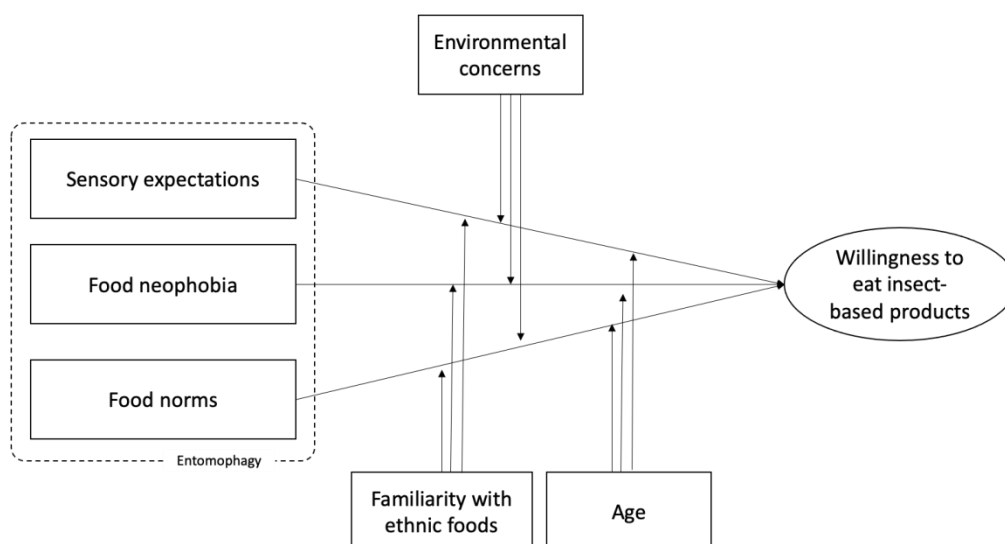 Environmental
concerns
Sensory expectations
Food neophobia
Willingness to
eat insect-
based products
Food norms
Entomophagy
Familiarity with
ethnic foods
Age